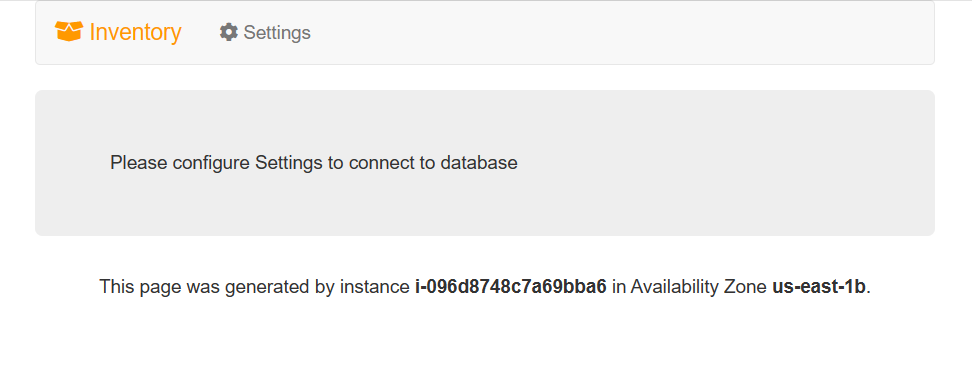 Inventory Settings
Please configure Settings to connect to database
This page was generated by instance i-096d8748c7a69bba6 in Availability Zone us-east-1b.